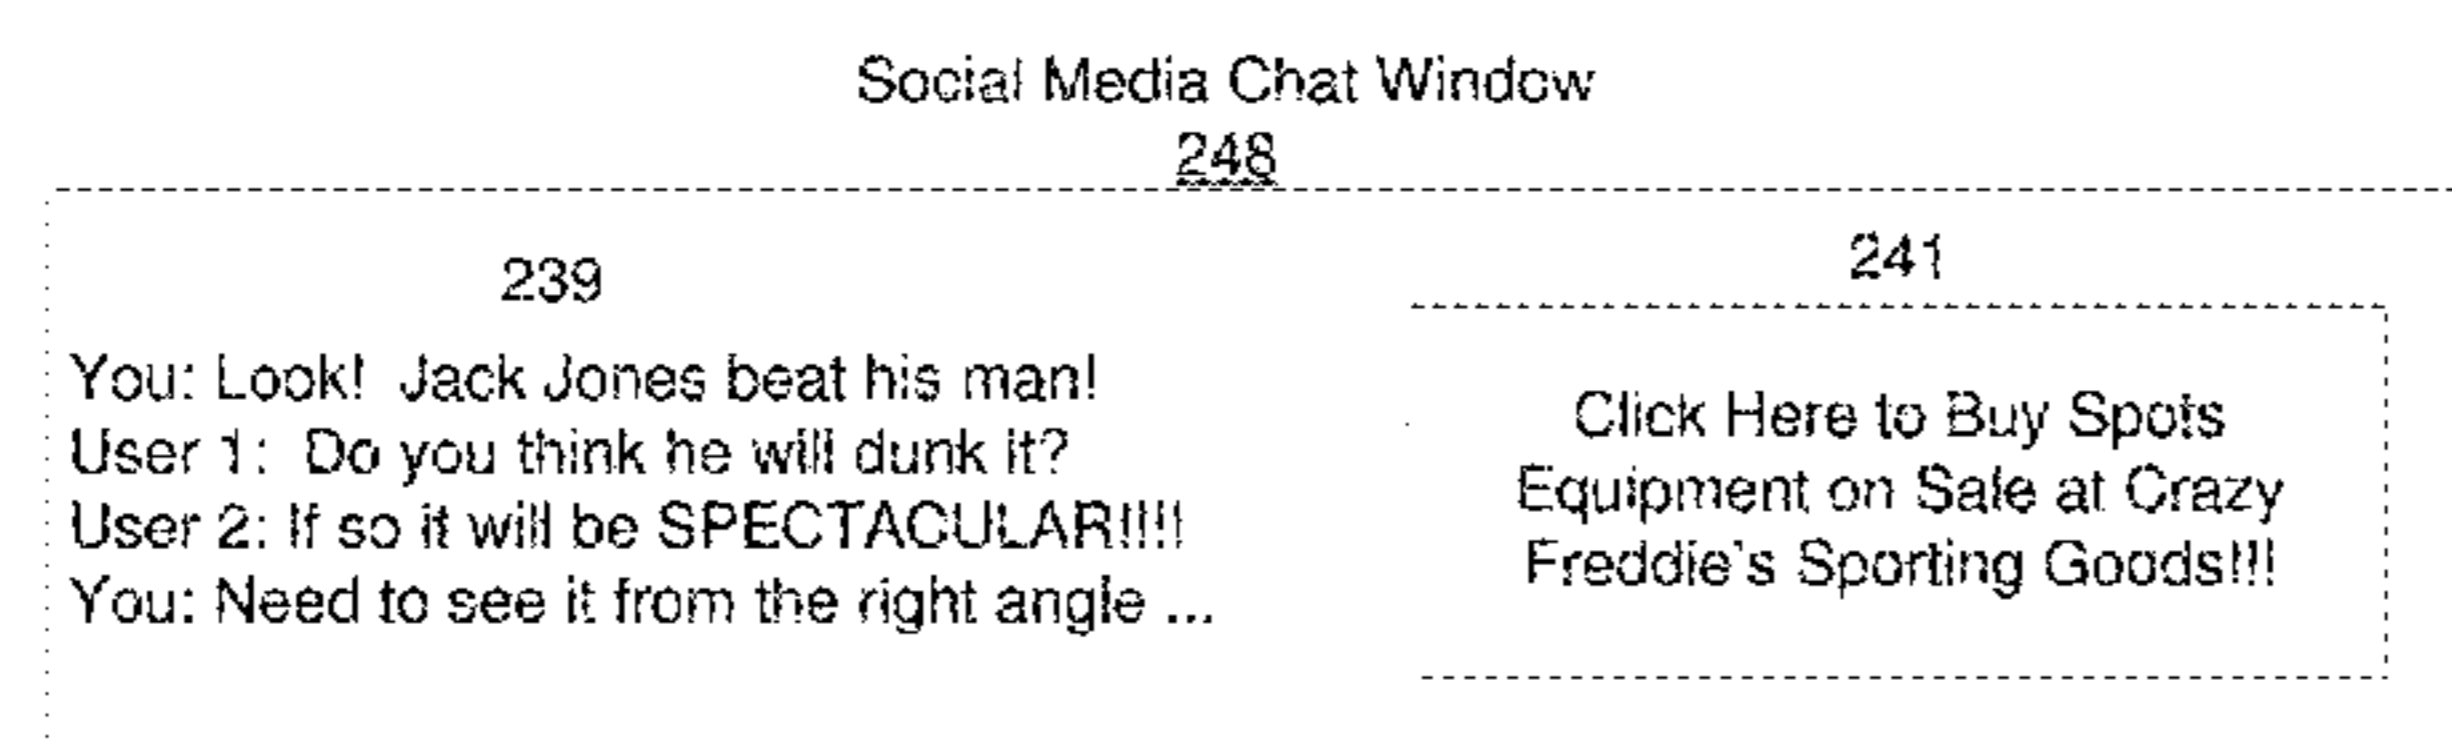 Social Media Chat Window
248
239
You: Look! Jack Jones beat his man!
User 1: Do you think he will dunk it?
User 2: If so it will be SPECTACULAR!!!!
You: Need to see it from the right angle ...
241
Click Here to Buy Spots
Equipment on Sale at Crazy
Freddie's Sporting Goods!!!